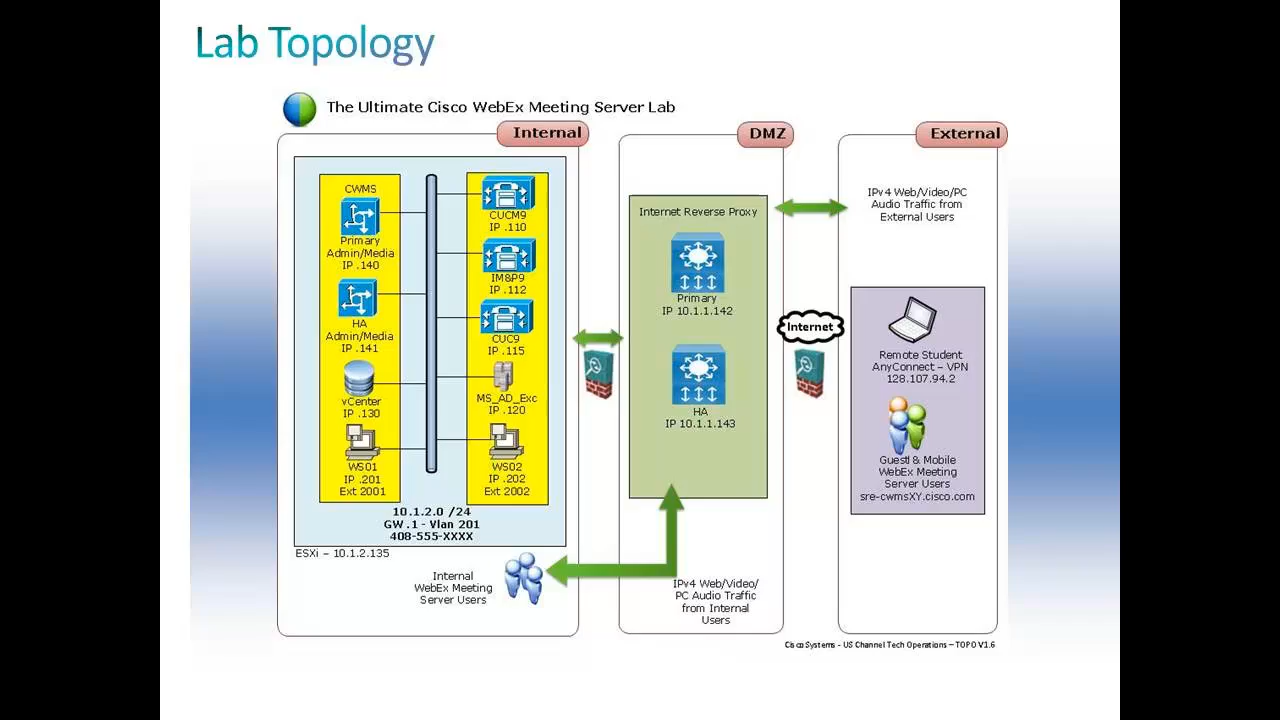 Lab Topology
The Ultimate Cisco WebEx Meeting Server Lab
Internal
CWMS
Primary
Admin/Media
IP .140
HA
Admin/Media
IP .141
vCenter
IP .130
WS01
IP .201
Ext 2001
CUCM9
IP .110
IM&P9
IP .112
CUC9
IP .115
MS_AD_Exc
IP .120
WS02
IP .202
Ext 2002
10.1.2.0 /24
GW .1 - Vlan 201
408-555-XXXX
ESXi – 10.1.2.135
Internal
WebEx Meeting
Server Users
DMZ
Internet Reverse Proxy
Primary
IP 10.1.1.142
HA
IP 10.1.1.143
IPv4 Web/Video/
PC Audio Traffic
from Internal
Users
Internet
External
IPv4 Web/Video/PC
Audio Traffic from
External Users
Remote Student
AnyConnect – VPN
128.107.94.2
Guest & Mobile
WebEx Meeting
Server Users
sre-cwmsXY.cisco.com
Cisco Systems - US Channel Tech Operations – TOPO V1.6